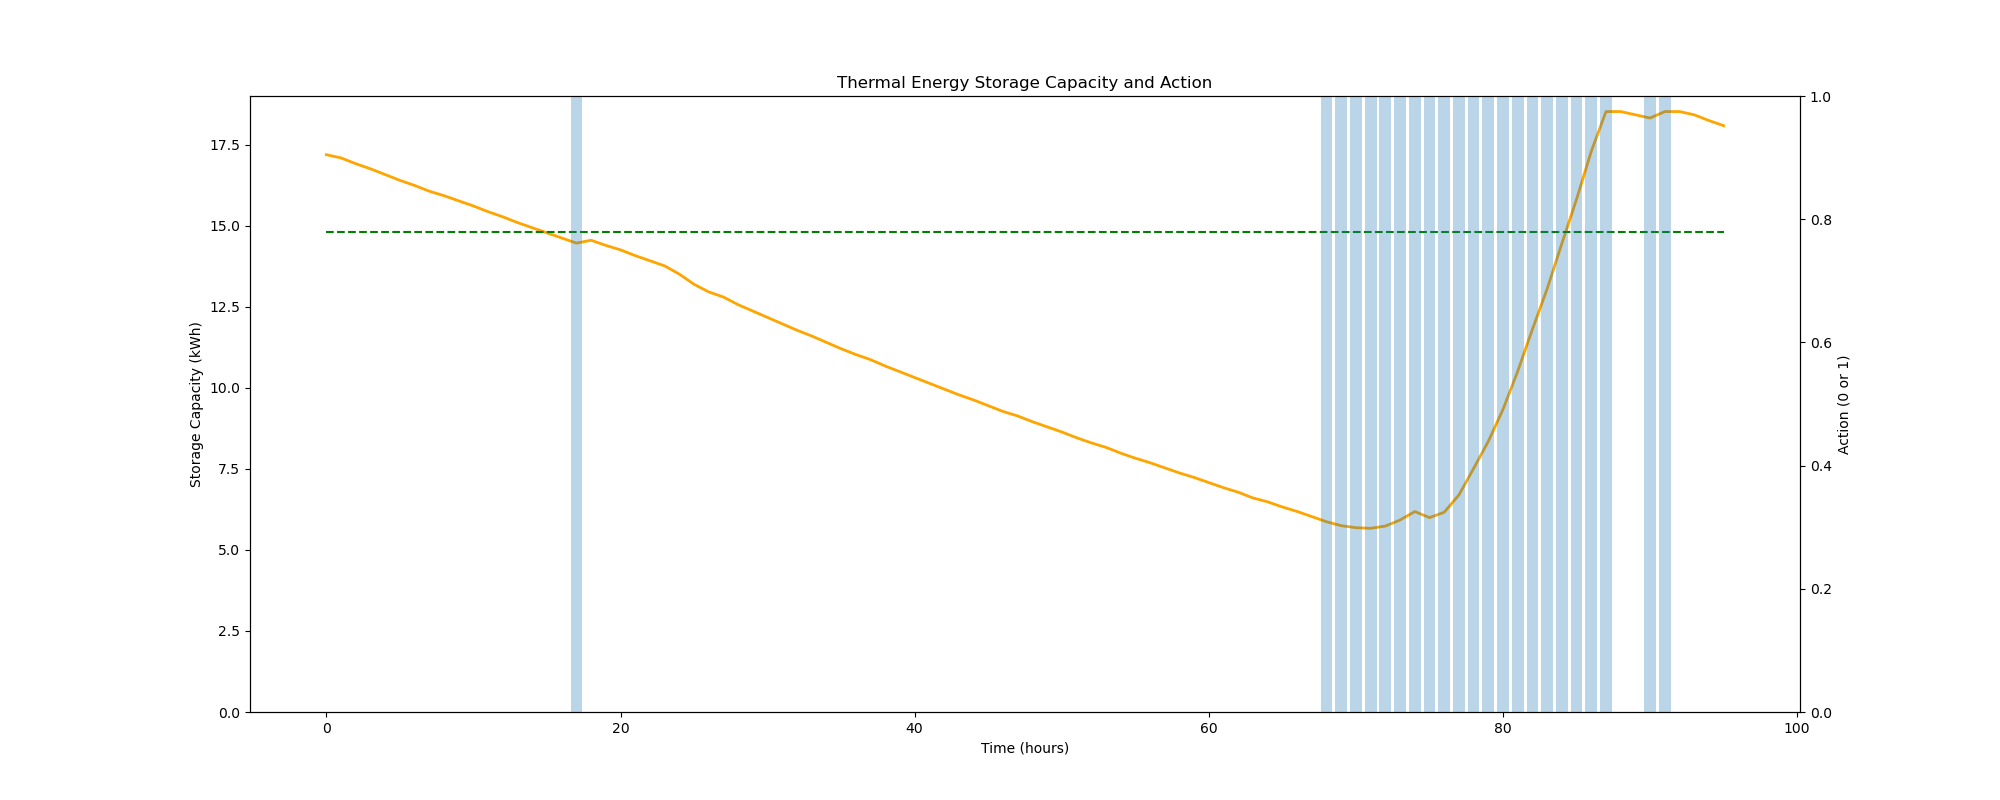 Thermal Energy Storage Capacity and Action
17.5
15.0
12.5
10.0
7.5
5.0
2.5
0.0
Storage Capacity (kWh)
1.0
0.8
0.6
0.4
0.2
0.0
Action (0 or 1)
0 20 40 60 80 100
Time (hours)